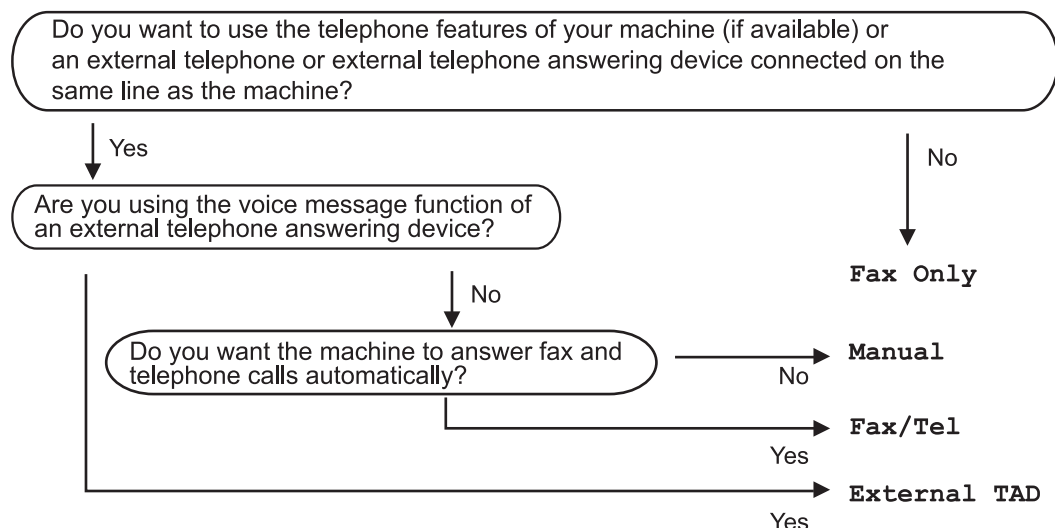 Do you want to use the telephone features of your machine (if available) or
an external telephone or external telephone answering device connected on the
same line as the machine?
Yes
No
Are you using the voice message function of
an external telephone answering device?
Fax Only
No
Do you want the machine to answer fax and
telephone calls automatically?
Manual
No
Fax/Tel
Yes
External TAD
Yes